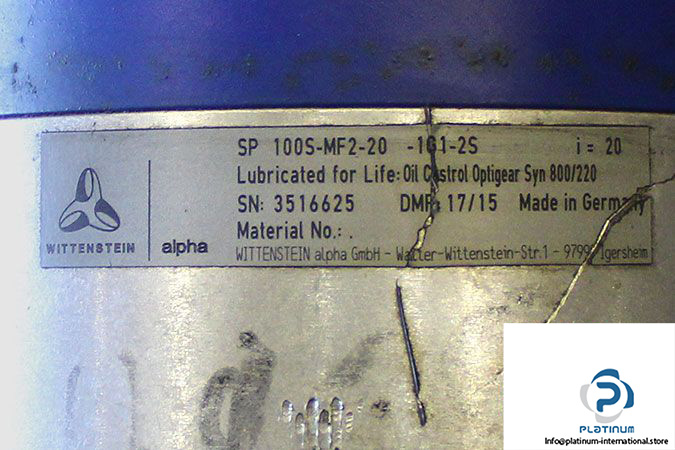 SP 100S-MF2-20 -1G1-2S i = 20
Lubricated for Life: Oil Castrol Optigear Syn 800/220
SN: 3516625 DMF: 17/15 Made in Germany
Material No.: .
WITTENSTEIN alpha GmbH - Walter-Wittenstein-Str.1 - Igersheim
WITTENSTEIN
alpha
PLATINUM
Info@platinum-international.store